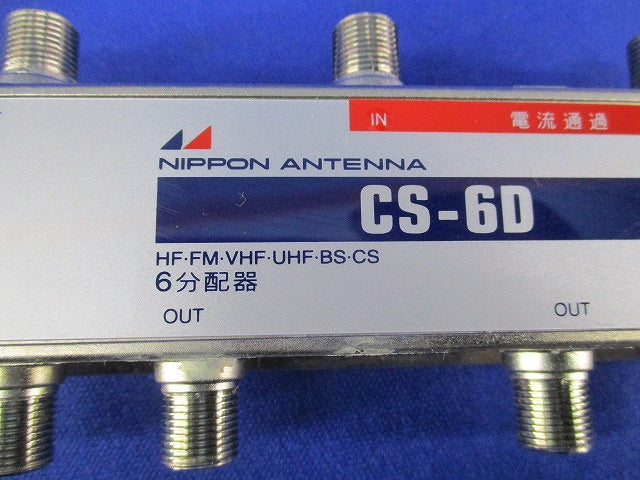 IN 電流通過
NIPPON ANTENNA
CS-6D
HF·FM·VHF·UHF·BS·CS
6分配器
OUT
OUT